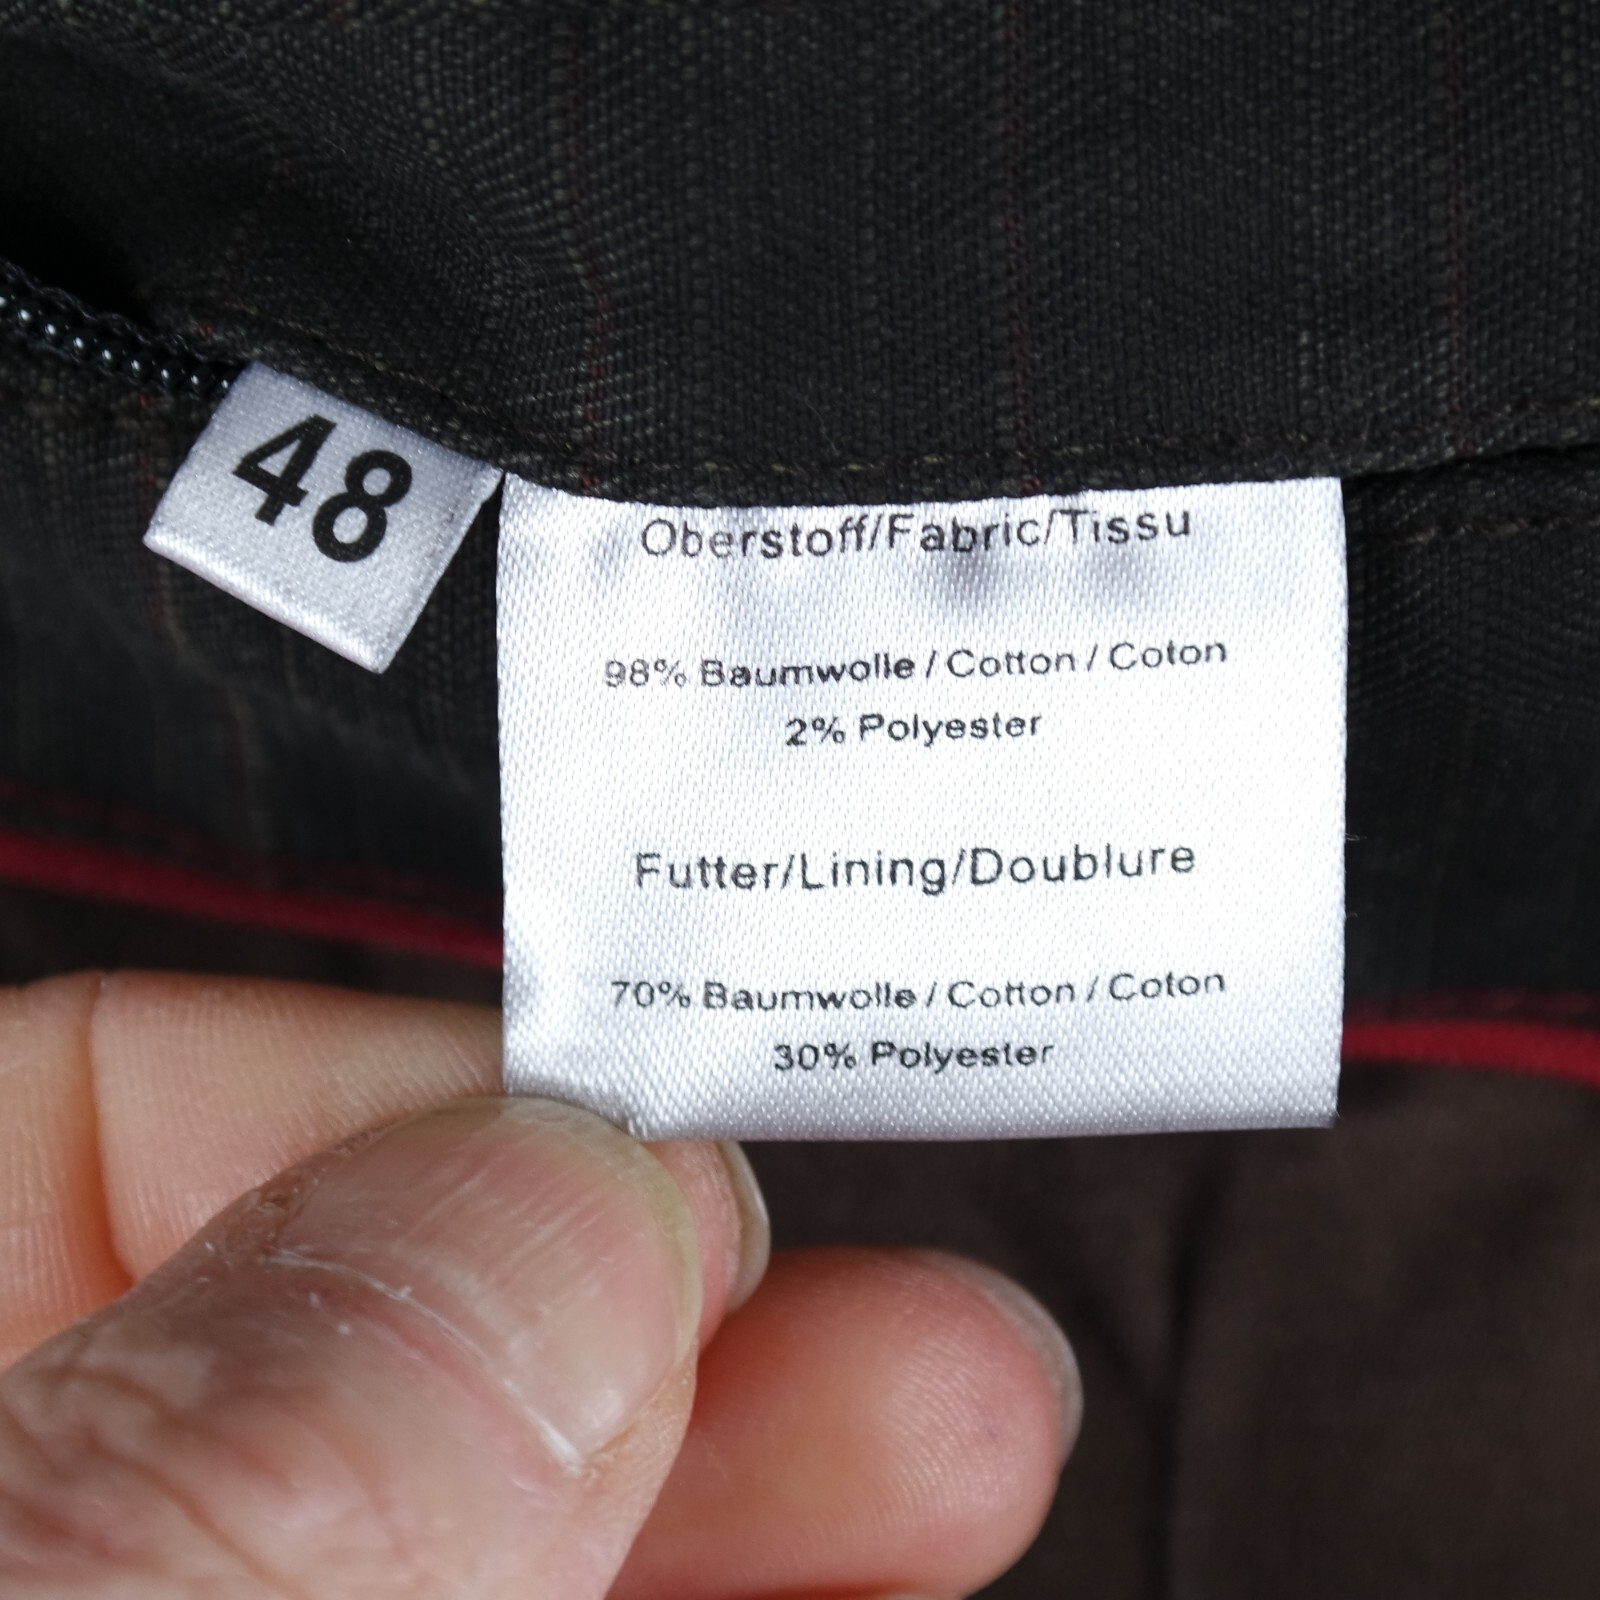 48
Oberstoff/Fabric/Tissu
98% Baumwolle / Cotton / Coton
2% Polyester
Futter/Lining/Doublure
70% Baumwolle / Cotton / Coton
30% Polyester